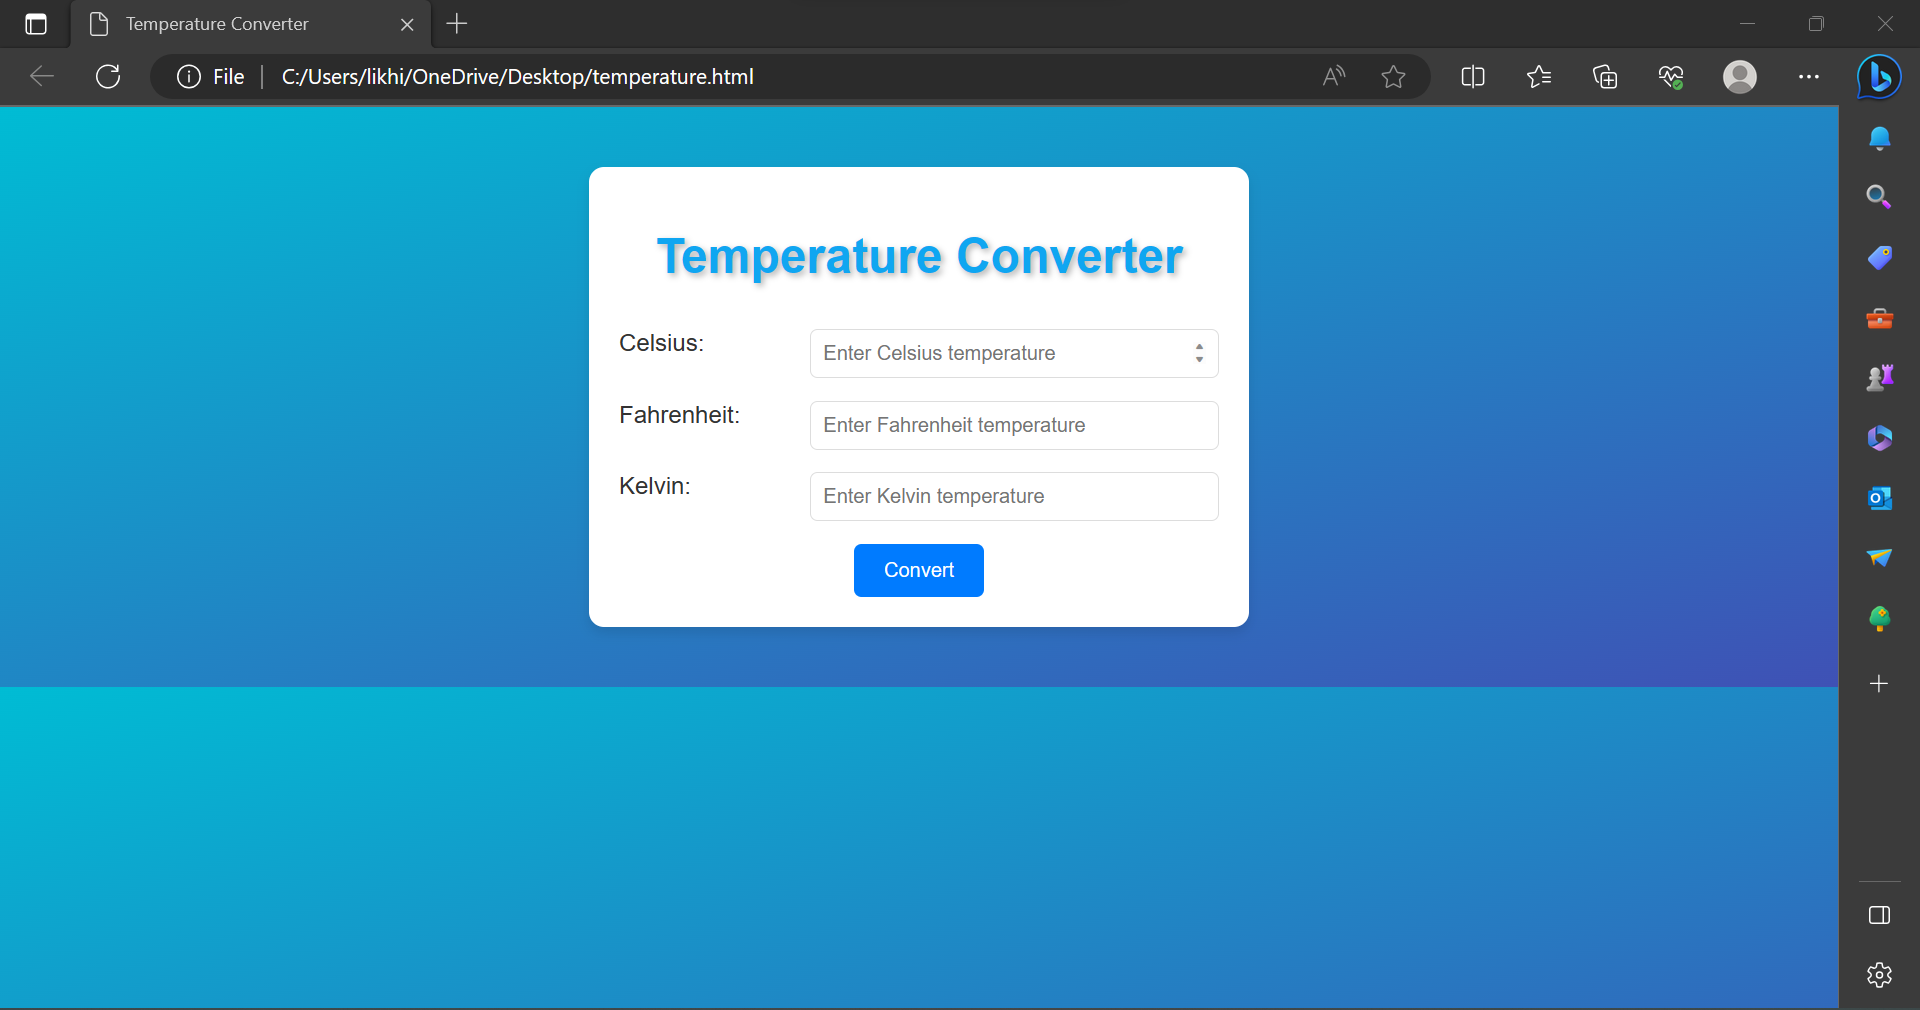 Temperature Converter
File
C:/Users/likhi/OneDrive/Desktop/temperature.html
Temperature Converter
Celsius:
Enter Celsius temperature
Fahrenheit:
Enter Fahrenheit temperature
Kelvin:
Enter Kelvin temperature
Convert